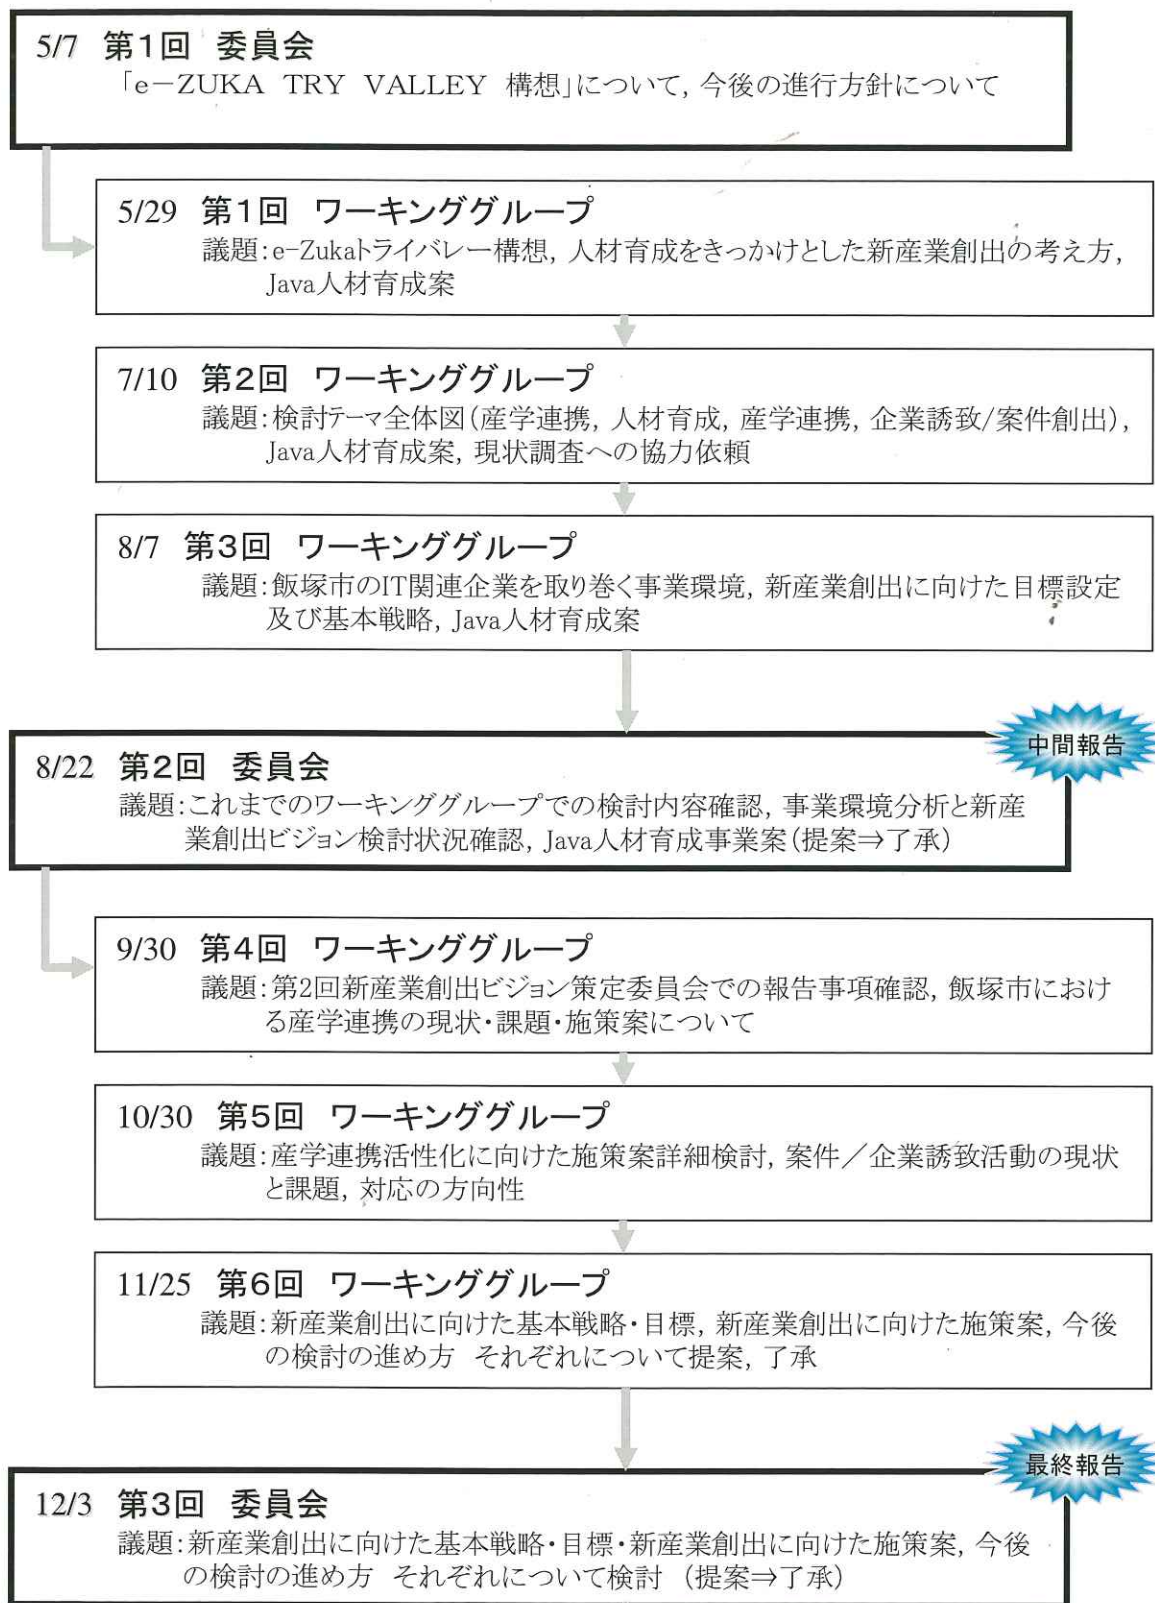 5/7 第1回 委員会
「e－ZUKA TRY VALLEY 構想」について, 今後の進行方針について
5/29 第1回 ワーキンググループ
議題：e-Zukaトライバレー構想, 人材育成をきっかけとした新産業創出の考え方,
Java人材育成案
7/10 第2回 ワーキンググループ
議題：検討テーマ全体図(産学連携, 人材育成, 産学連携, 企業誘致/案件創出),
Java人材育成案, 現状調査への協力依頼
8/7 第3回 ワーキンググループ
議題：飯塚市のIT関連企業を取り巻く事業環境, 新産業創出に向けた目標設定
及び基本戦略, Java人材育成案
中間報告
8/22 第2回 委員会
議題：これまでのワーキンググループでの検討内容確認, 事業環境分析と新産
業創出ビジョン検討状況確認, Java人材育成事業案(提案⇒了承)
9/30 第4回 ワーキンググループ
議題：第2回新産業創出ビジョン策定委員会での報告事項確認, 飯塚市におけ
る産学連携の現状・課題・施策案について
10/30 第5回 ワーキンググループ
議題：産学連携活性化に向けた施策案詳細検討, 案件／企業誘致活動の現状
と課題, 対応の方向性
11/25 第6回 ワーキンググループ
議題：新産業創出に向けた基本戦略・目標, 新産業創出に向けた施策案, 今後
の検討の進め方 それぞれについて提案, 了承
最終報告
12/3 第3回 委員会
議題：新産業創出に向けた基本戦略・目標・新産業創出に向けた施策案, 今後
の検討の進め方 それぞれについて検討 (提案⇒了承)